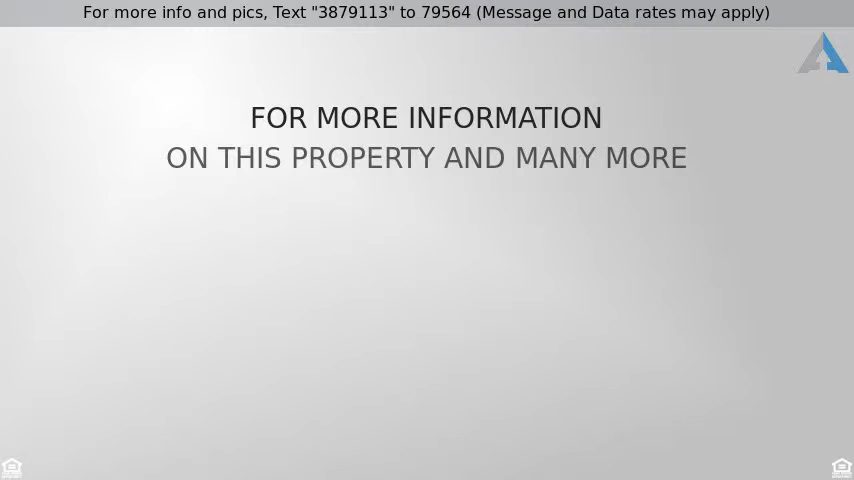 For more info and pics, Text "3879113" to 79564 (Message and Data rates may apply)
FOR MORE INFORMATION
ON THIS PROPERTY AND MANY MORE